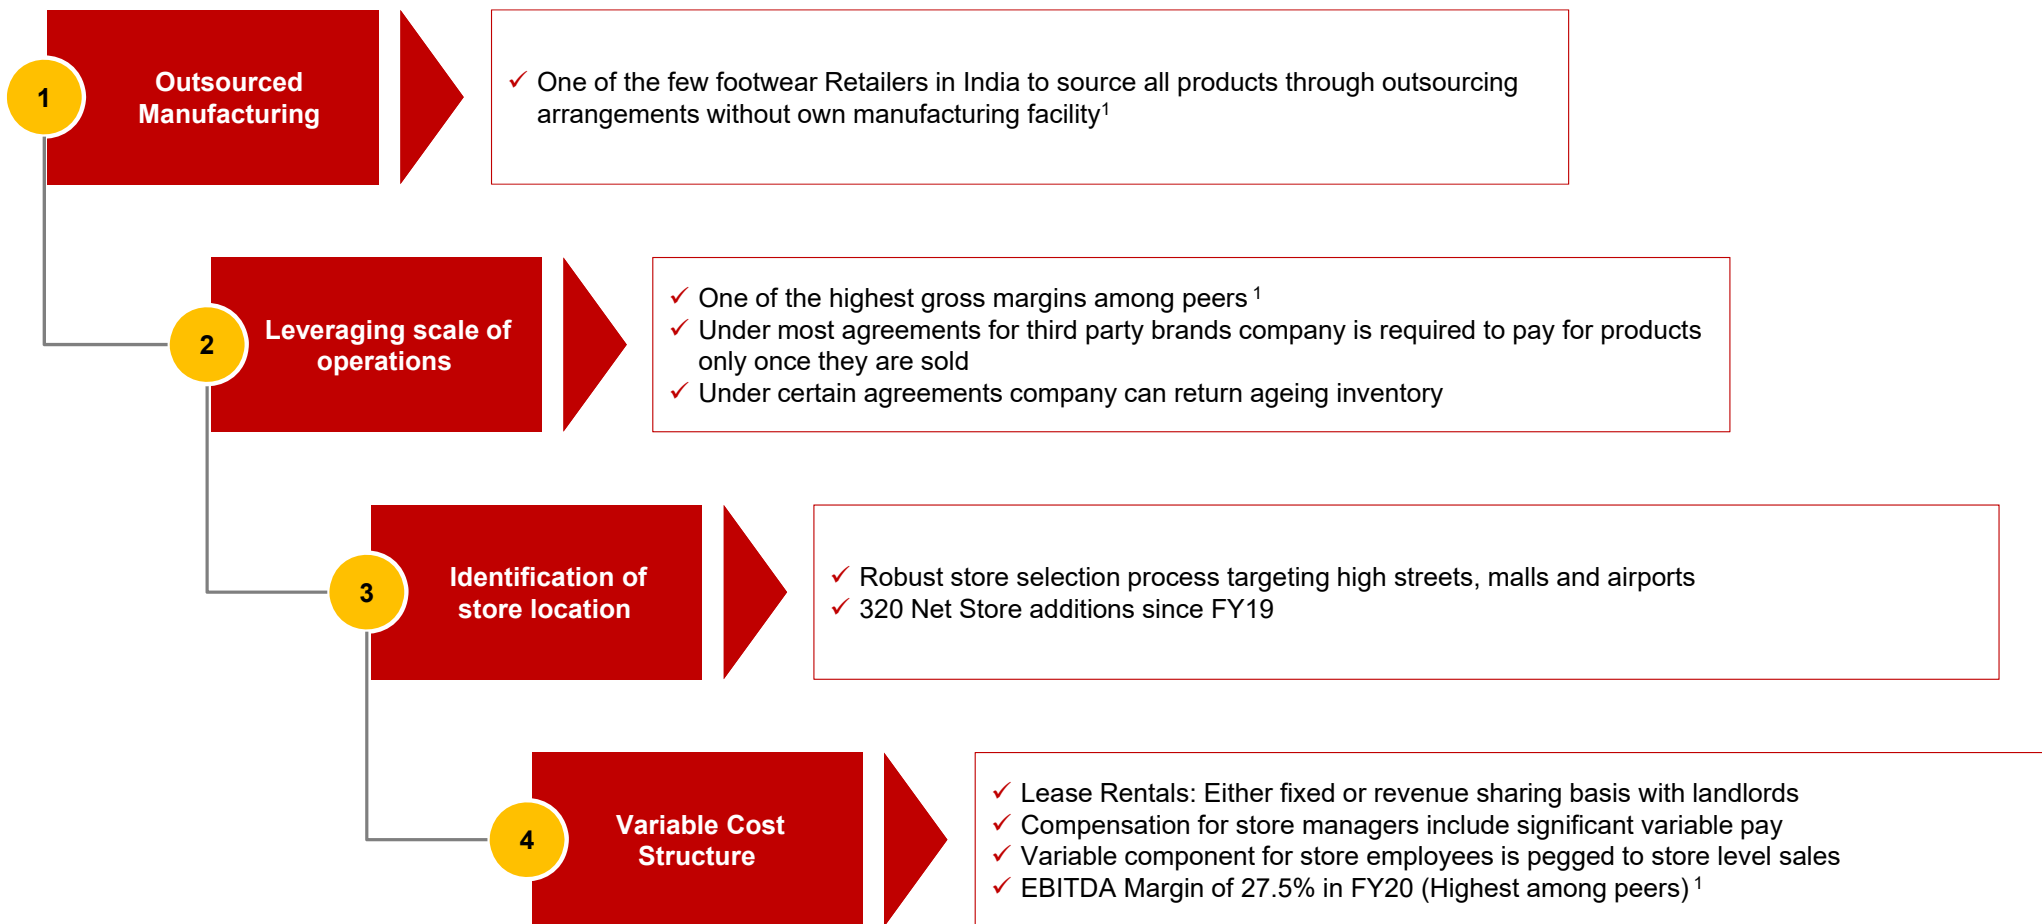 1
Outsourced
Manufacturing
✓ One of the few footwear Retailers in India to source all products through outsourcing
arrangements without own manufacturing facility¹
2
Leveraging scale of
operations
✓ One of the highest gross margins among peers ¹
✓ Under most agreements for third party brands company is required to pay for products
only once they are sold
✓ Under certain agreements company can return ageing inventory
3
Identification of
store location
✓ Robust store selection process targeting high streets, malls and airports
✓ 320 Net Store additions since FY19
4
Variable Cost
Structure
✓ Lease Rentals: Either fixed or revenue sharing basis with landlords
✓ Compensation for store managers include significant variable pay
✓ Variable component for store employees is pegged to store level sales
✓ EBITDA Margin of 27.5% in FY20 (Highest among peers) ¹